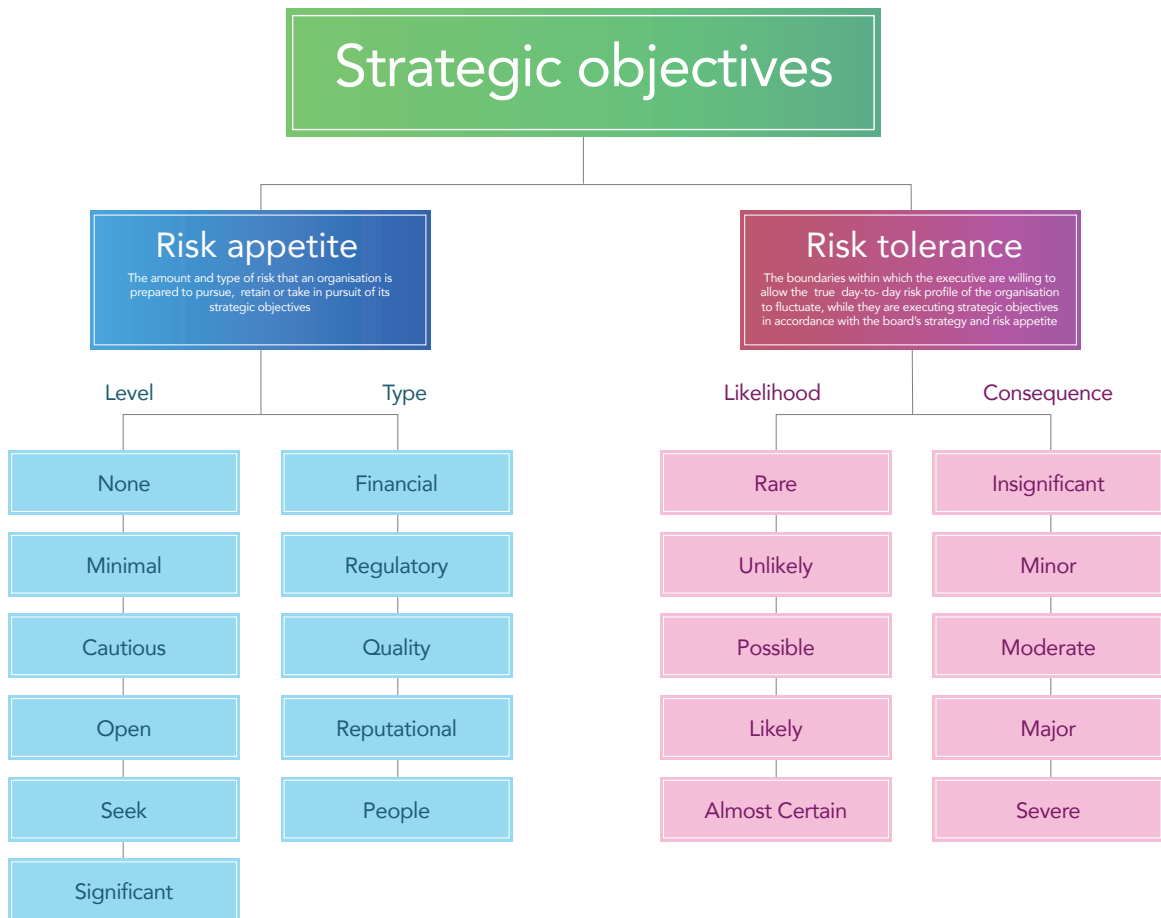 Strategic objectives
Risk appetite
The amount and type of risk that an organisation is
prepared to pursue, retain or take in pursuit of its
strategic objectives
Risk tolerance
The boundaries within which the executive are willing to
allow the true day-to- day risk profile of the organisation
to fluctuate, while they are executing strategic objectives
in accordance with the board's strategy and risk appetite
Level
Type
None
Minimal
Cautious
Open
Seek
Significant
Financial
Regulatory
Quality
Reputational
People
Likelihood
Consequence
Rare
Unlikely
Possible
Likely
Almost Certain
Insignificant
Minor
Moderate
Major
Severe